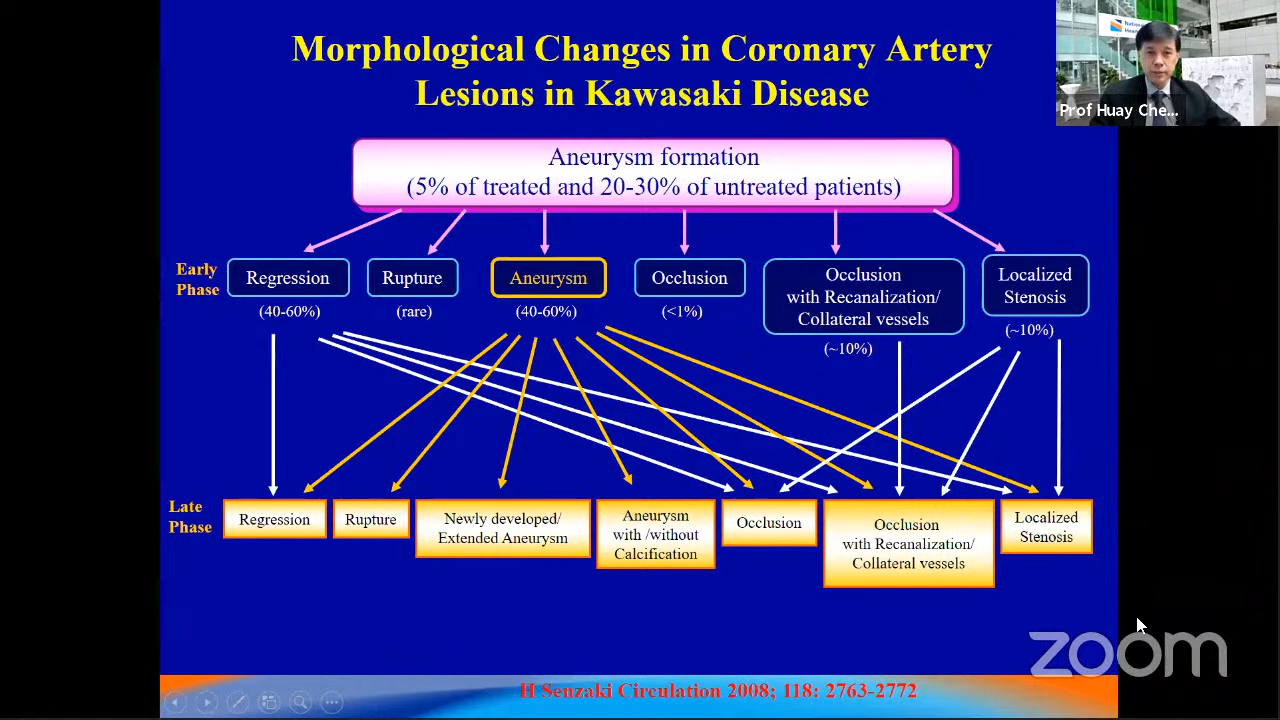 Morphological Changes in Coronary Artery
Lesions in Kawasaki Disease
Prof Huay Che...
Aneurysm formation
(5% of treated and 20-30% of untreated patients)
Early
Phase
Regression
(40-60%)
Rupture
(rare)
Aneurysm
(40-60%)
Occlusion
(<1%)
Occlusion
with Recanalization/
Collateral vessels
(~10%)
Localized
Stenosis
(~10%)
Late
Phase
Regression
Rupture
Newly developed/
Extended Aneurysm
Aneurysm
with /without
Calcification
Occlusion
Occlusion
with Recanalization/
Collateral vessels
Localized
Stenosis
zoom
H Senzaki Circulation 2008; 118: 2763-2772